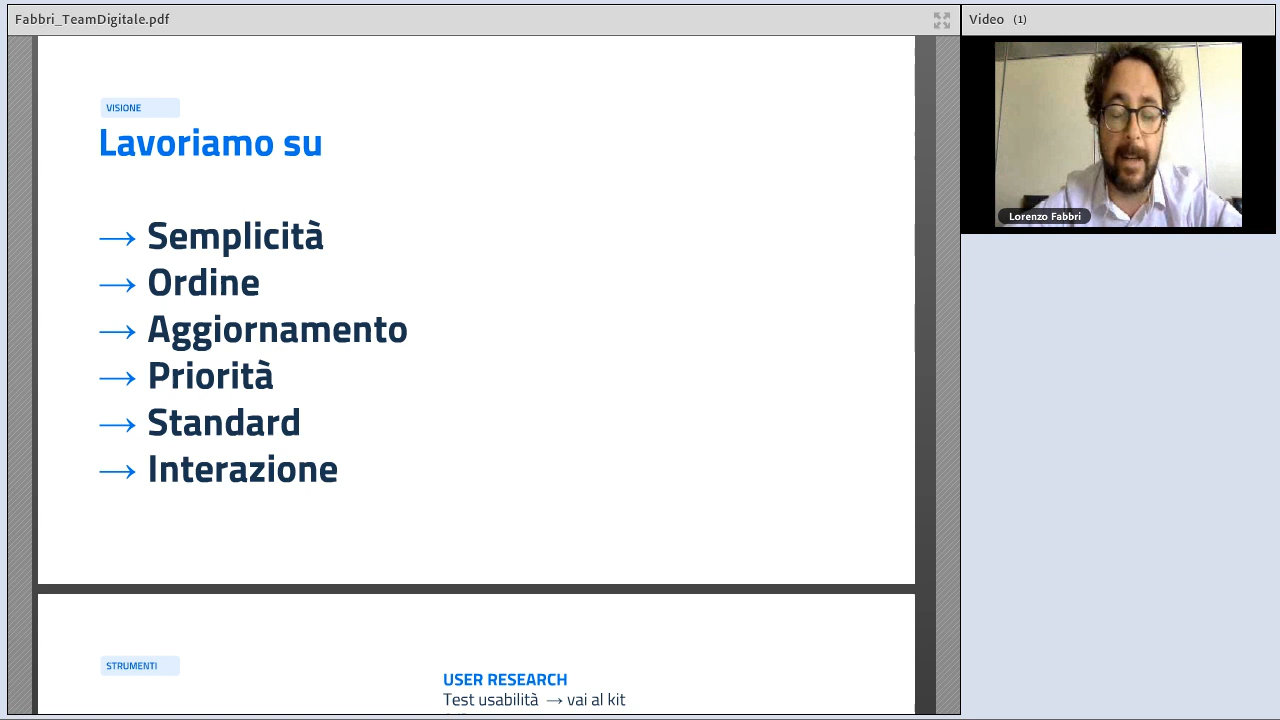 Fabbri_TeamDigitale.pdf
Video (1)
VISIONE
Lavoriamo su
→ Semplicità
→ Ordine
→ Aggiornamento
→ Priorità
→ Standard
→ Interazione
STRUMENTI
USER RESEARCH
Test usabilità → vai al kit
Lorenzo Fabbri